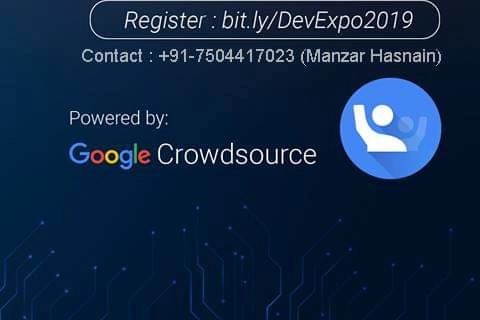 Register : bit.ly/DevExpo2019
Contact : +91-7504417023 (Manzar Hasnain)
Powered by:
Google Crowdsource